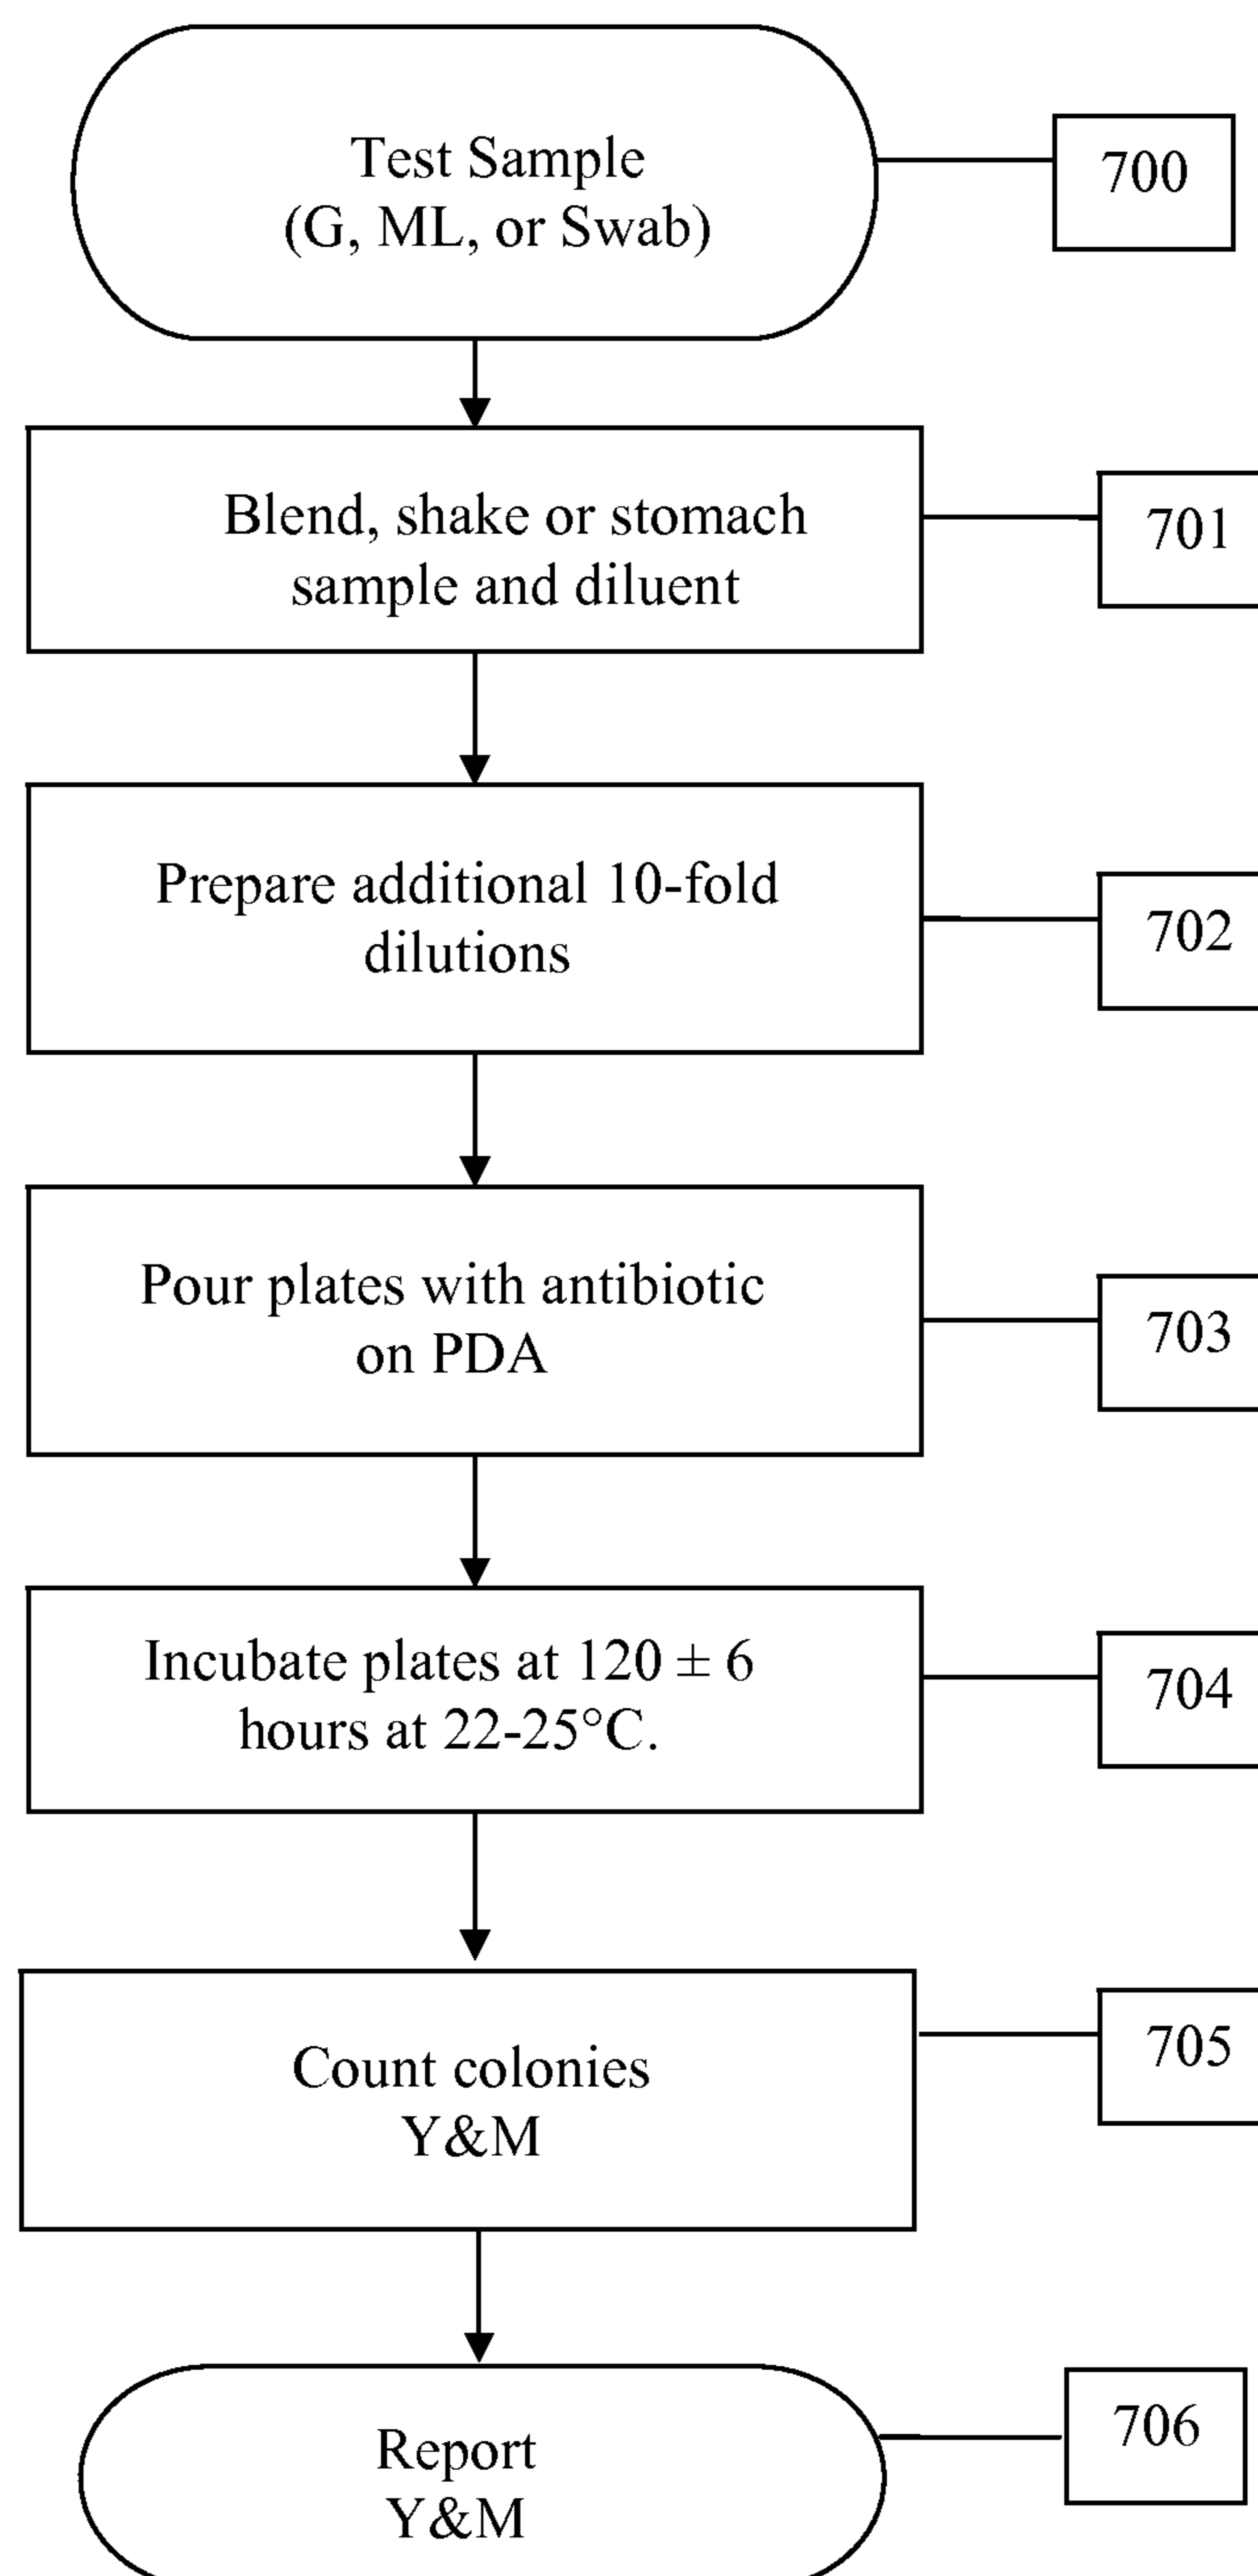 Test Sample
(G, ML, or Swab)
700
Blend, shake or stomach
sample and diluent
701
Prepare additional 10-fold
dilutions
702
Pour plates with antibiotic
on PDA
703
Incubate plates at 120 ± 6
hours at 22-25°C.
704
Count colonies
Y&M
705
Report
Y&M
706